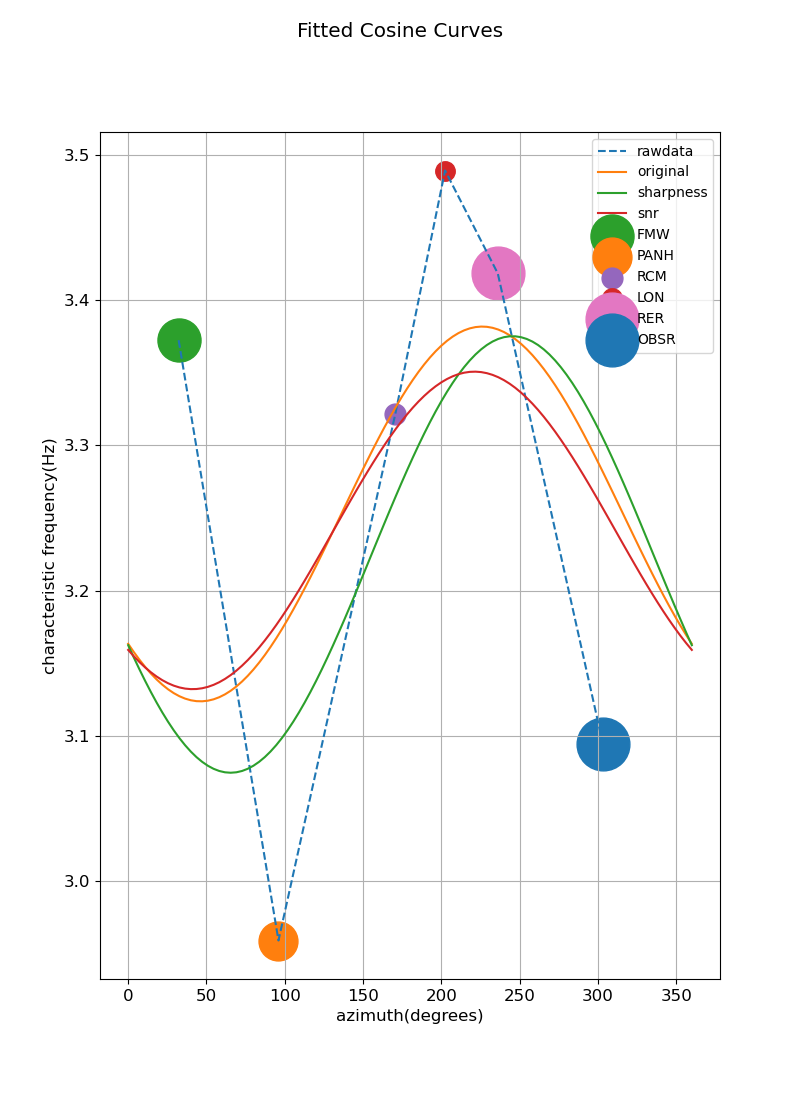 Fitted Cosine Curves
3.5
3.4
3.3
3.2
3.1
3.0
characteristic frequency(Hz)
rawdata
original
sharpness
snr
FMW
PANH
RCM
LON
RER
OBSR
0 50 100 150 200 250 300 350
azimuth(degrees)